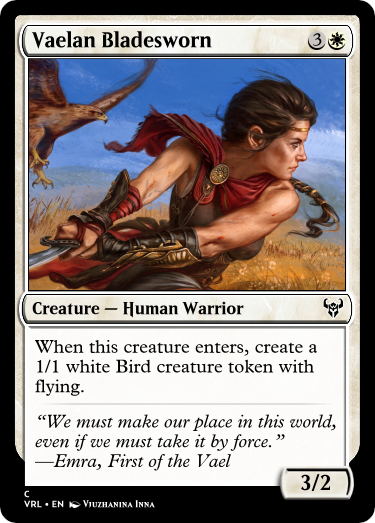 Vaelan Bladesworn 3
Creature — Human Warrior
When this creature enters, create a
1/1 white Bird creature token with
flying.
“We must make our place in this world,
even if we must take it by force.”
—Emra, First of the Vael
3/2
C
VRL • EN Viuzhanina Inna